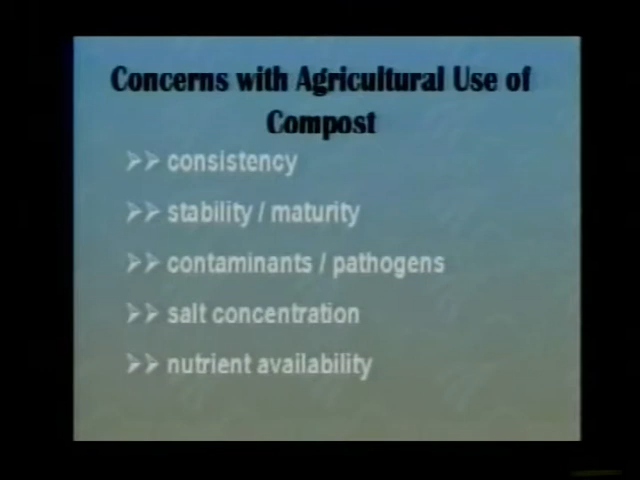 Concerns with Agricultural Use of
Compost
consistency
stability / maturity
contaminants / pathogens
salt concentration
nutrient availability